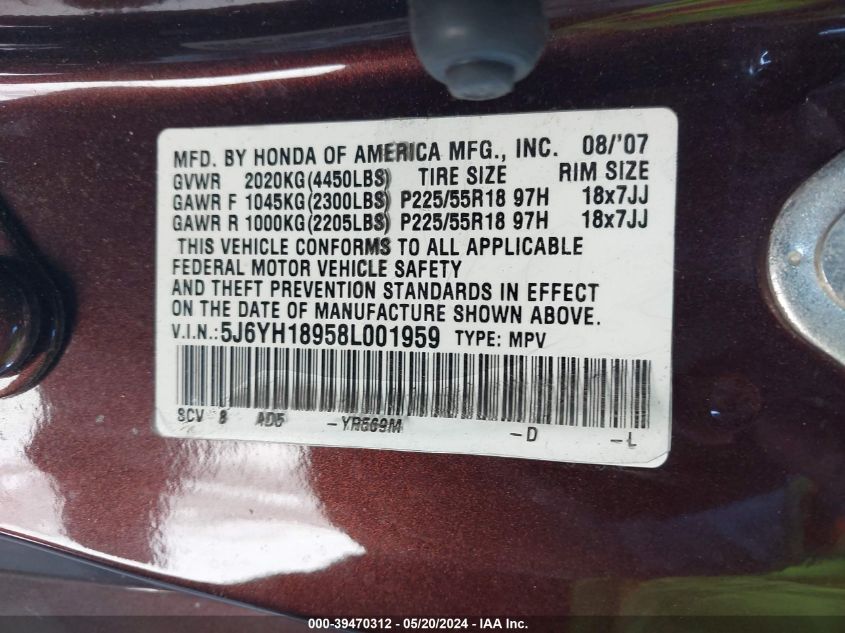 MFD. BY HONDA OF AMERICA MFG., INC. 08/'07
GVWR 2020KG(4450LBS) TIRE SIZE RIM SIZE
GAWR F 1045KG(2300LBS) P225/55R18 97H 18x7JJ
GAWR R 1000KG(2205LBS) P225/55R18 97H 18x7JJ
THIS VEHICLE CONFORMS TO ALL APPLICABLE
FEDERAL MOTOR VEHICLE SAFETY
AND THEFT PREVENTION STANDARDS IN EFFECT
ON THE DATE OF MANUFACTURE SHOWN ABOVE.
V.I.N.:5J6YH18958L001959 TYPE: MPV
SCV 8 AD5 -YR569M -D -L
000-39470312 - 05/20/2024 - IAA Inc.